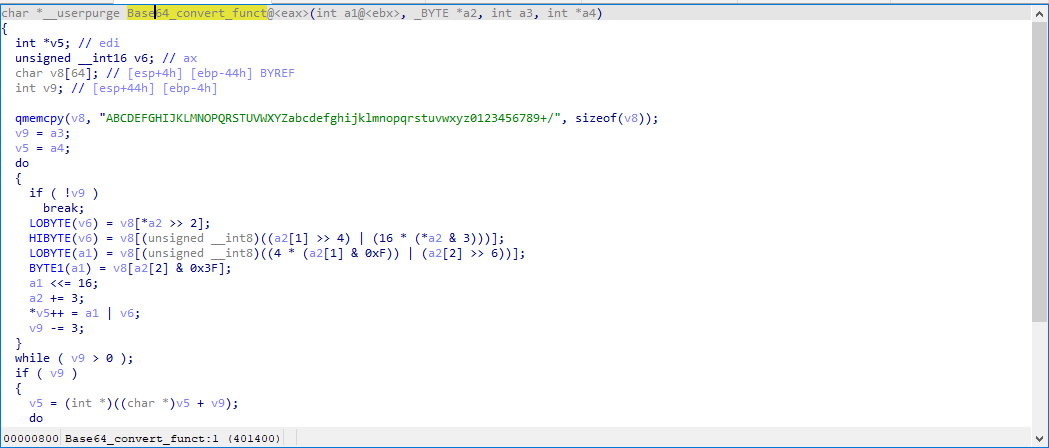 char *__userpurge Base64_convert_funct@<eax>(int a1@<ebx>, _BYTE *a2, int a3, int *a4)
{
  int *v5; // edi
  unsigned __int16 v6; // ax
  char v8[64]; // [esp+4h] [ebp-44h] BYREF
  int v9; // [esp+44h] [ebp-4h]
  qmemcpy(v8, "ABCDEFGHIJKLMNOPQRSTUVWXYZabcdefghijklmnopqrstuvwxyz0123456789+/", sizeof(v8));
  v9 = a3;
  v5 = a4;
  do
  {
    if ( !v9 )
      break;
    LOBYTE(v6) = v8[*a2 >> 2];
    HIBYTE(v6) = v8[(unsigned __int8)((a2[1] >> 4) | (16 * (*a2 & 3)))];
    LOBYTE(a1) = v8[(unsigned __int8)((4 * (a2[1] & 0xF)) | (a2[2] >> 6))];
    BYTE1(a1) = v8[a2[2] & 0x3F];
    a1 <<= 16;
    a2 += 3;
    *v5++ = a1 | v6;
    v9 -= 3;
  }
  while ( v9 > 0 );
  if ( v9 )
  {
    v5 = (int *)((char *)v5 + v9);
    do
00000800 Base64_convert_funct:1 (401400)